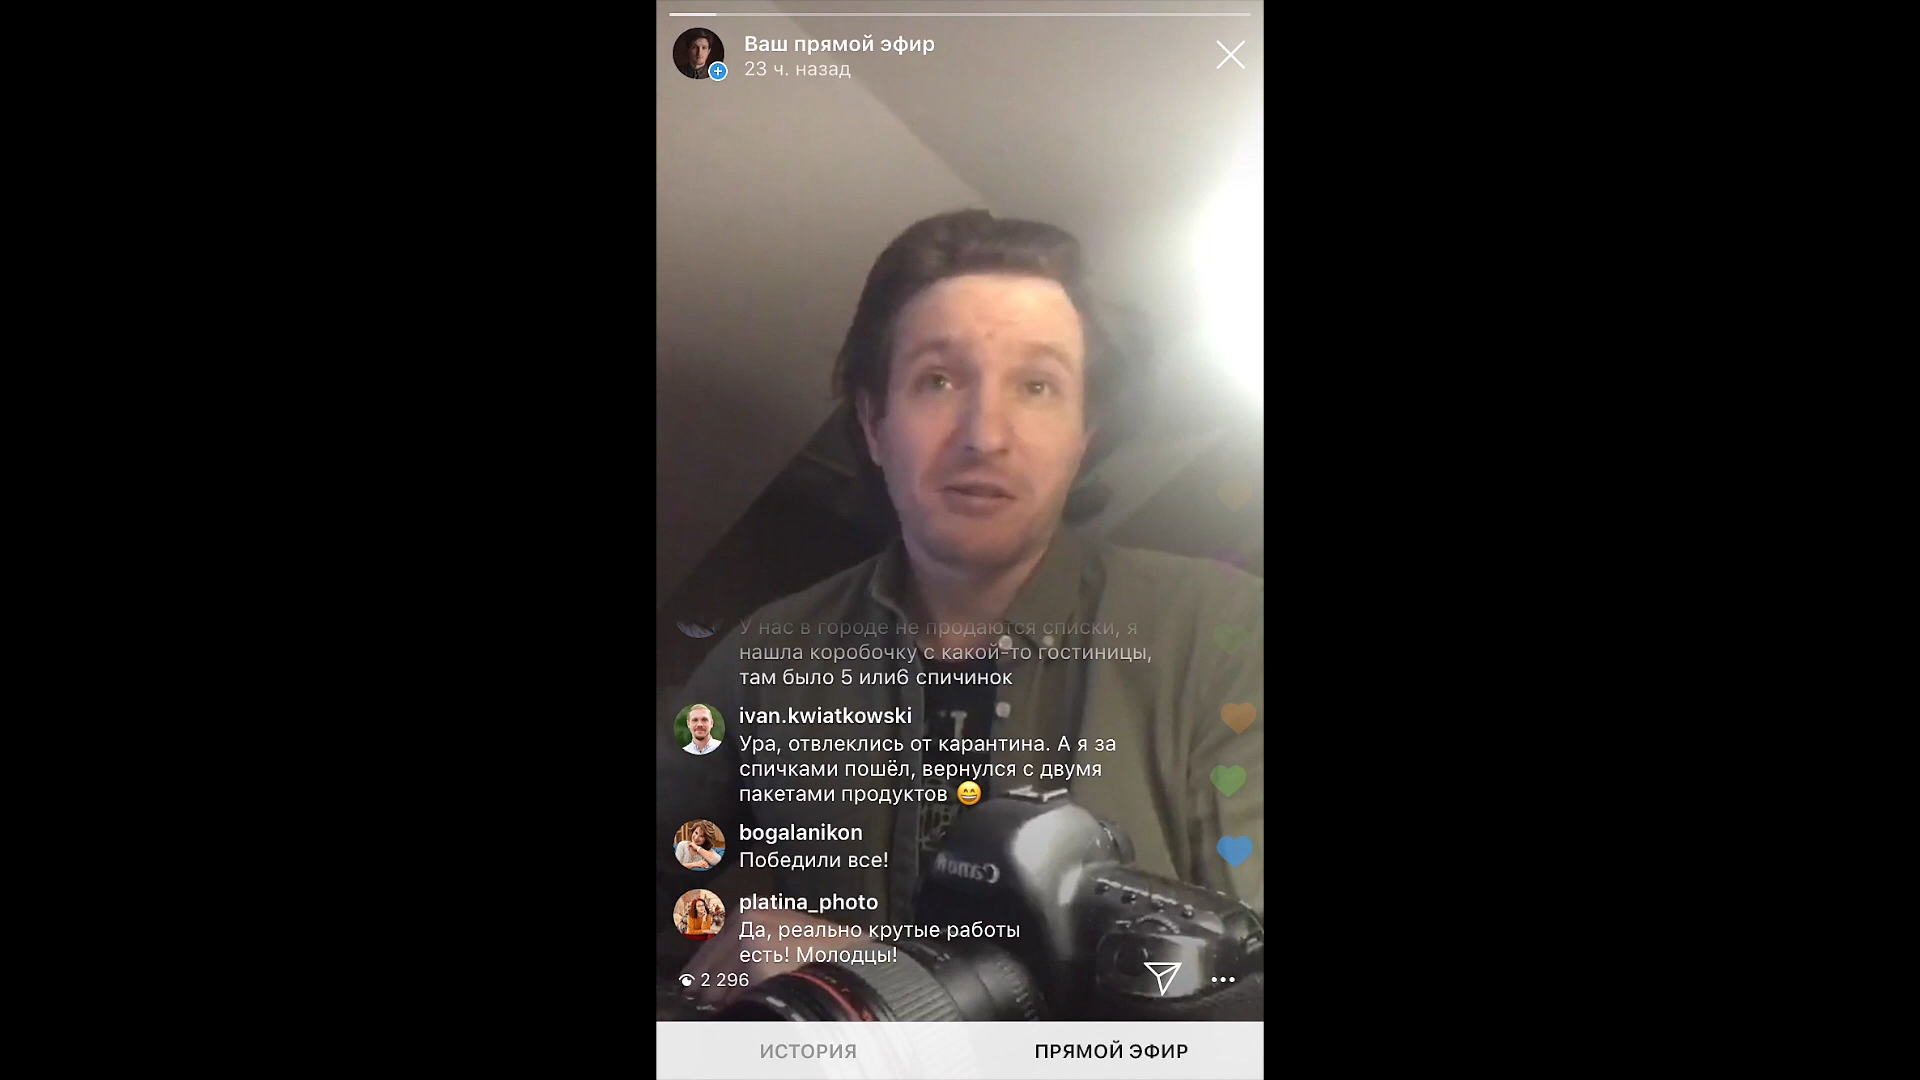 Ваш прямой эфир
23 ч. назад
У нас в городе не продаются списки, я
нашла коробочку с какой-то гостиницы,
там было 5 или6 спичинок
ivan.kwiatkowski
Ура, отвлеклись от карантина. А я за
спичками пошёл, вернулся с двумя
пакетами продуктов 😄
bogalanikon
Победили все!
Canon
platina_photo
Да, реально крутые работы
есть! Молодцы!
2 296
ИСТОРИЯ
ПРЯМОЙ ЭФИР